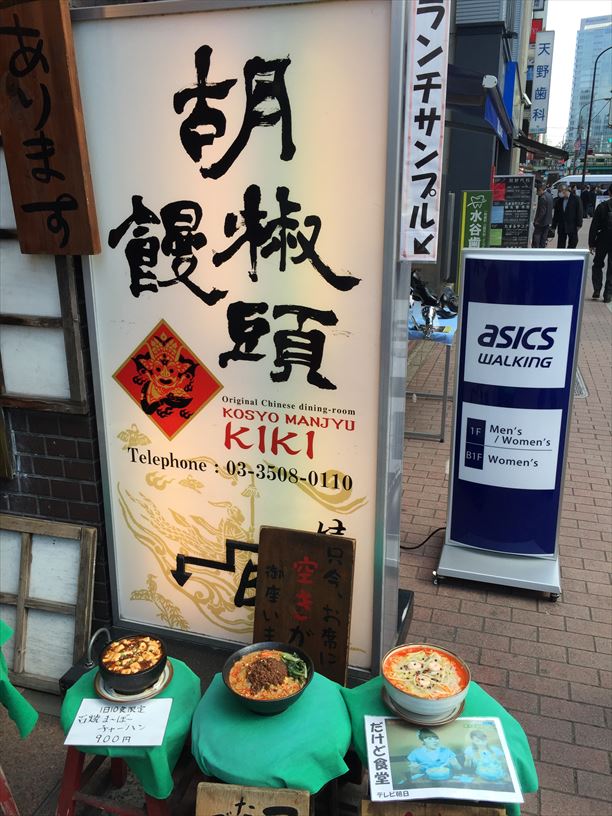 あります
胡椒
饅頭
Original Chinese dining-room
KOSYO MANJYU
KIKI
Telephone : 03-3508-0110
ランチサンプル↙
天野歯科
水谷歯
asics
WALKING
1F Men's
/Women's
B1F Women's
只今、お席に
空きが
御座いま
1日10食限定
石焼まーぼー
チャーハン
900円
だけど食堂
テレビ朝日